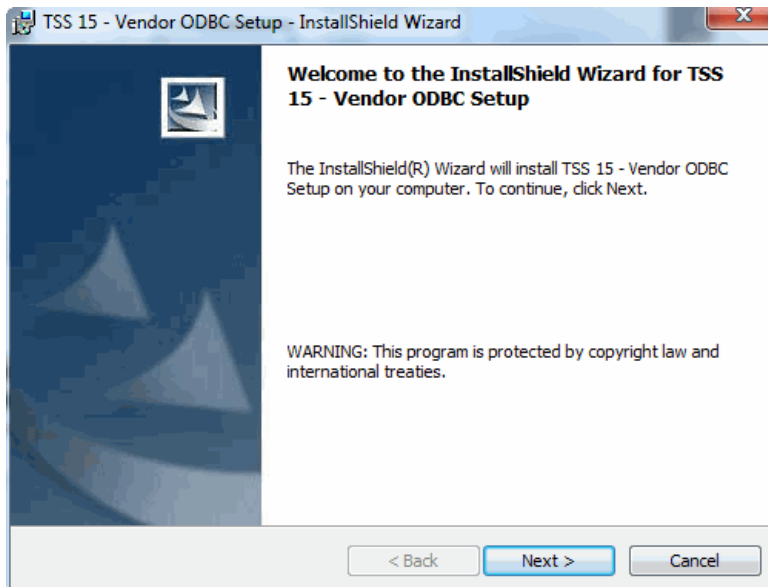 TSS 15 - Vendor ODBC Setup - InstallShield Wizard
Welcome to the InstallShield Wizard for TSS
15 - Vendor ODBC Setup
The InstallShield(R) Wizard will install TSS 15 - Vendor ODBC
Setup on your computer. To continue, click Next.
WARNING: This program is protected by copyright law and
international treaties.
< Back
Next >
Cancel